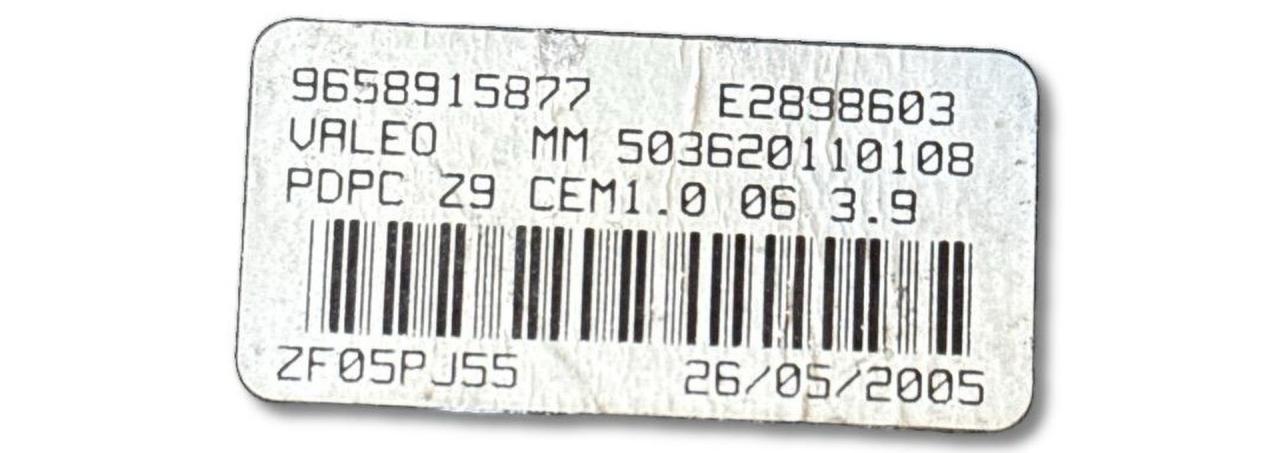 9658915877 E2898603
VALEO MM 503620110108
PDPC Z9 CEM1.0 06 3.9
ZF05PJ55 26/05/2005